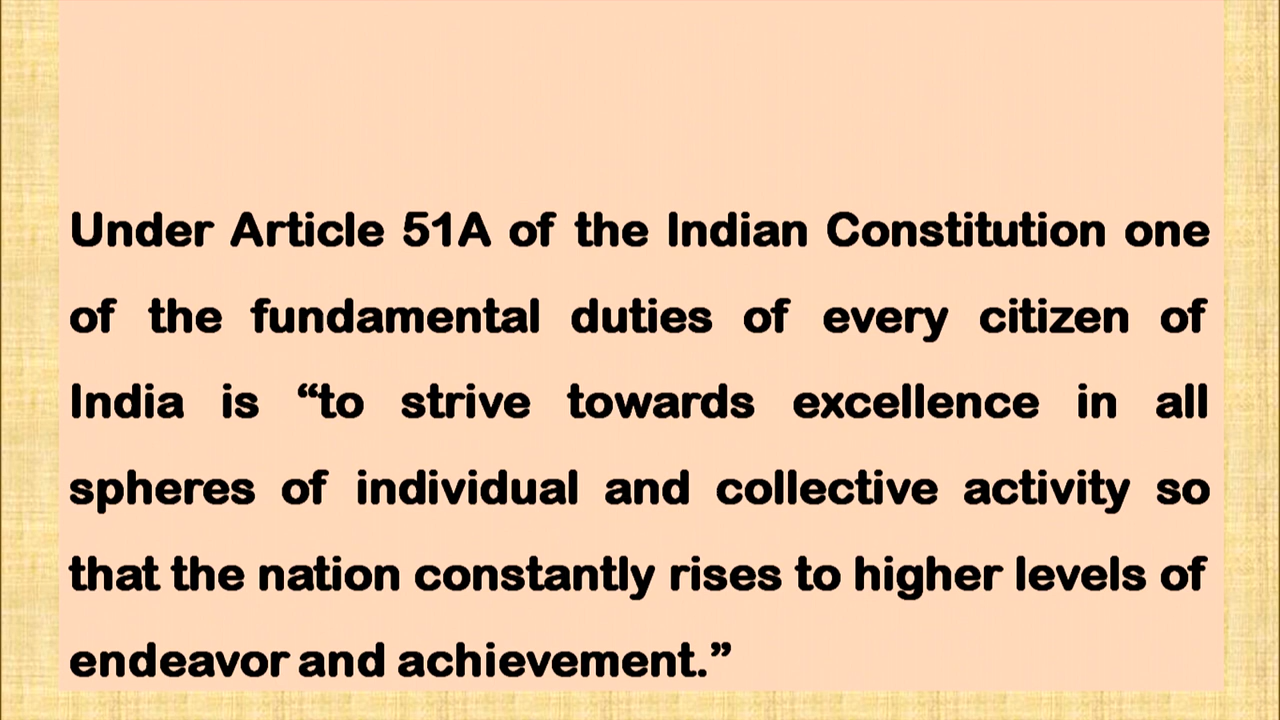 Under Article 51A of the Indian Constitution one
of the fundamental duties of every citizen of
India is “to strive towards excellence in all
spheres of individual and collective activity so
that the nation constantly rises to higher levels of
endeavor and achievement.”